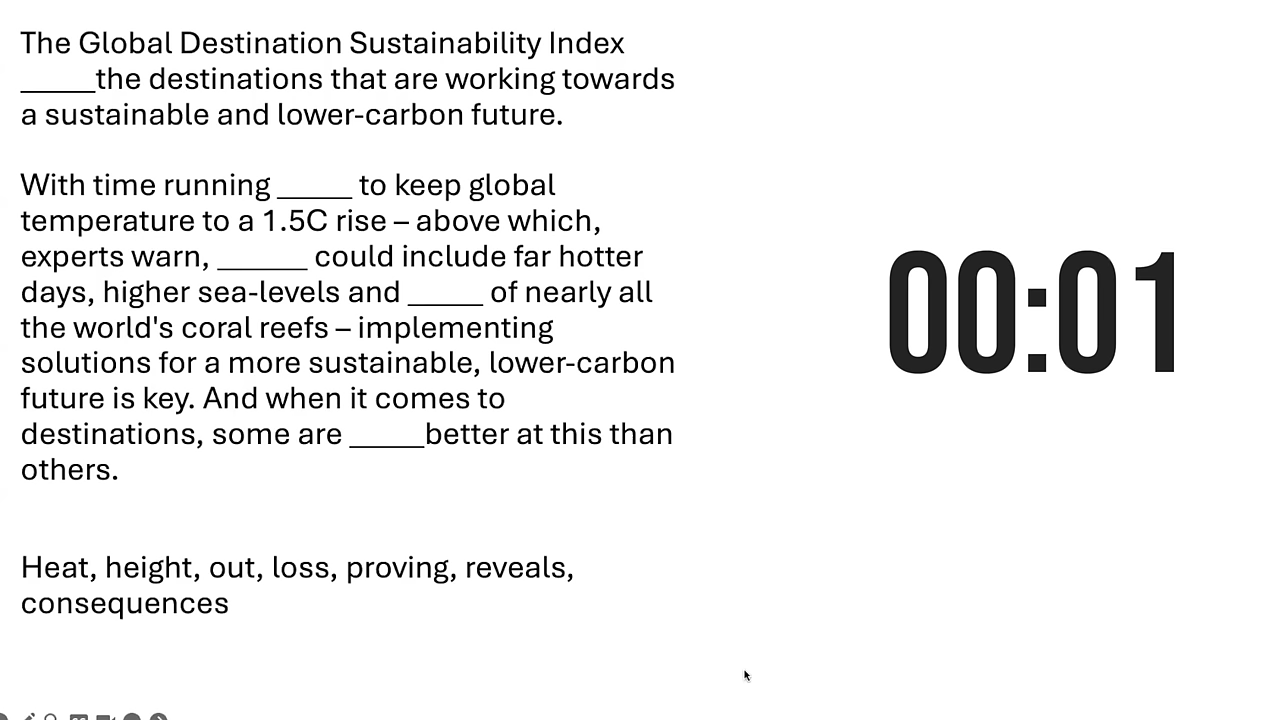 The Global Destination Sustainability Index
_____the destinations that are working towards
a sustainable and lower-carbon future.
With time running _____ to keep global
temperature to a 1.5C rise – above which,
experts warn, ______ could include far hotter
days, higher sea-levels and _____ of nearly all
the world's coral reefs – implementing
solutions for a more sustainable, lower-carbon
future is key. And when it comes to
destinations, some are _____better at this than
others.
Heat, height, out, loss, proving, reveals,
consequences
00:01